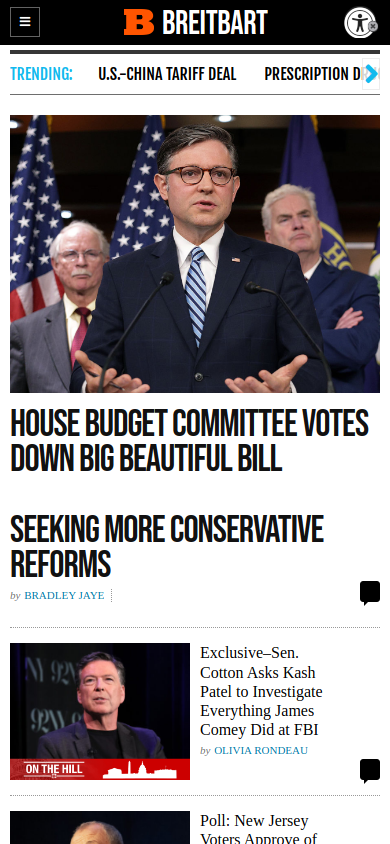 BREITBART
TRENDING:
U.S.–CHINA TARIFF DEAL
PRESCRIPTION D
HOUSE BUDGET COMMITTEE VOTES
DOWN BIG BEAUTIFUL BILL
SEEKING MORE CONSERVATIVE
REFORMS
by BRADLEY JAYE
ON THE HILL
Exclusive–Sen.
Cotton Asks Kash
Patel to Investigate
Everything James
Comey Did at FBI
by OLIVIA RONDEAU
Poll: New Jersey
Voters Approve of